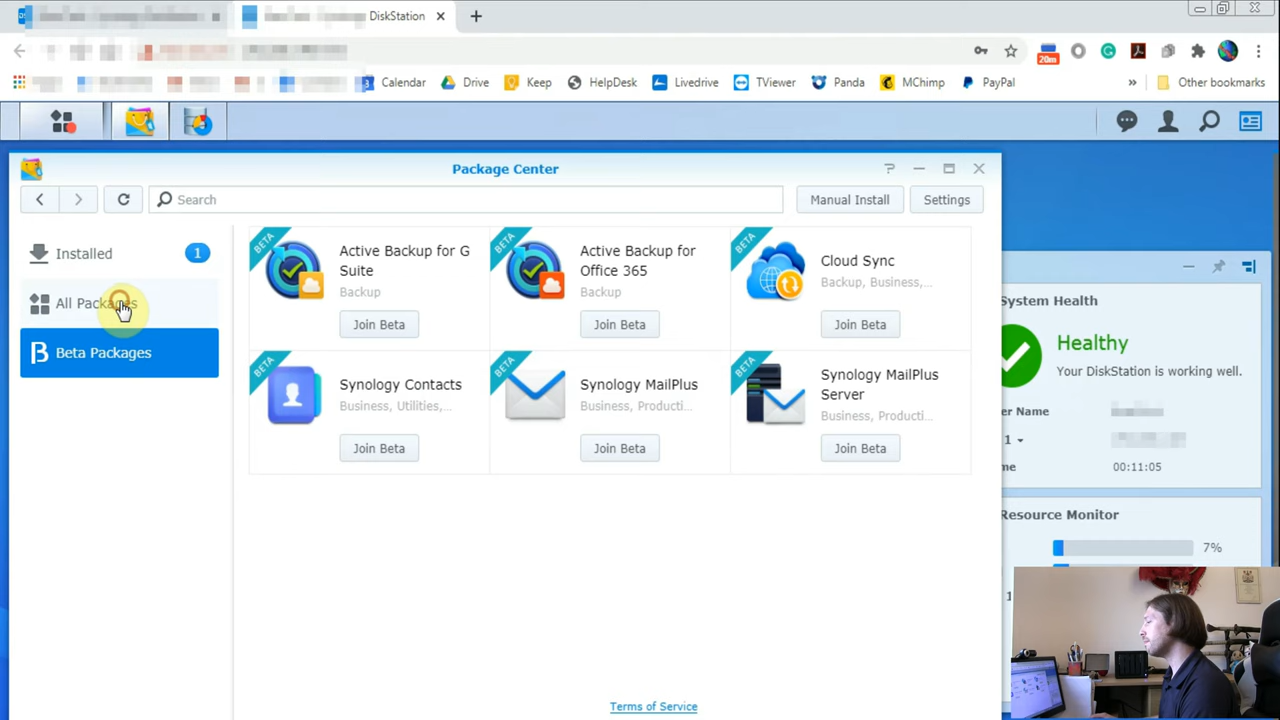 DiskStation
Calendar Drive Keep HelpDesk Livedrive TViewer Panda MChimp PayPal » Other bookmarks
20m
Package Center
Search Manual Install Settings
Installed 1
All Packages
Beta Packages
BETA
Active Backup for G
Suite
Backup
Join Beta
BETA
Active Backup for
Office 365
Backup
Join Beta
BETA
Cloud Sync
Backup, Business,...
Join Beta
BETA
Synology Contacts
Business, Utilities,...
Join Beta
BETA
Synology MailPlus
Business, Producti...
Join Beta
BETA
Synology MailPlus
Server
Business, Producti...
Join Beta
Terms of Service
System Health
Healthy
Your DiskStation is working well.
er Name
1
me 00:11:05
Resource Monitor
7%